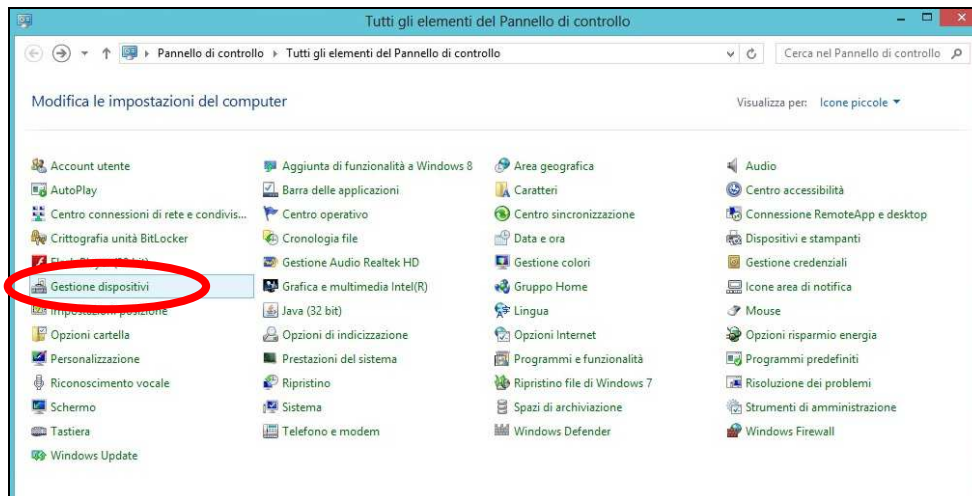 Tutti gli elementi del Pannello di controllo
Pannello di controllo Tutti gli elementi del Pannello di controllo Cerca nel Pannello di controllo
Modifica le impostazioni del computer Visualizza per: Icone piccole
Account utente Aggiunta di funzionalità a Windows 8 Area geografica Audio
AutoPlay Barra delle applicazioni Caratteri Centro accessibilità
Centro connessioni di rete e condivis... Centro operativo Centro sincronizzazione Connessione RemoteApp e desktop
Crittografia unità BitLocker Cronologia file Data e ora Dispositivi e stampanti
Flash Player (32 bit) Gestione Audio Realtek HD Gestione colori Gestione credenziali
Gestione dispositivi Grafica e multimedia Intel(R) Gruppo Home Icone area di notifica
Impostazioni posizione Java (32 bit) Lingua Mouse
Opzioni cartella Opzioni di indicizzazione Opzioni Internet Opzioni risparmio energia
Personalizzazione Prestazioni del sistema Programmi e funzionalità Programmi predefiniti
Riconoscimento vocale Ripristino Ripristino file di Windows 7 Risoluzione dei problemi
Schermo Sistema Spazi di archiviazione Strumenti di amministrazione
Tastiera Telefono e modem Windows Defender Windows Firewall
Windows Update